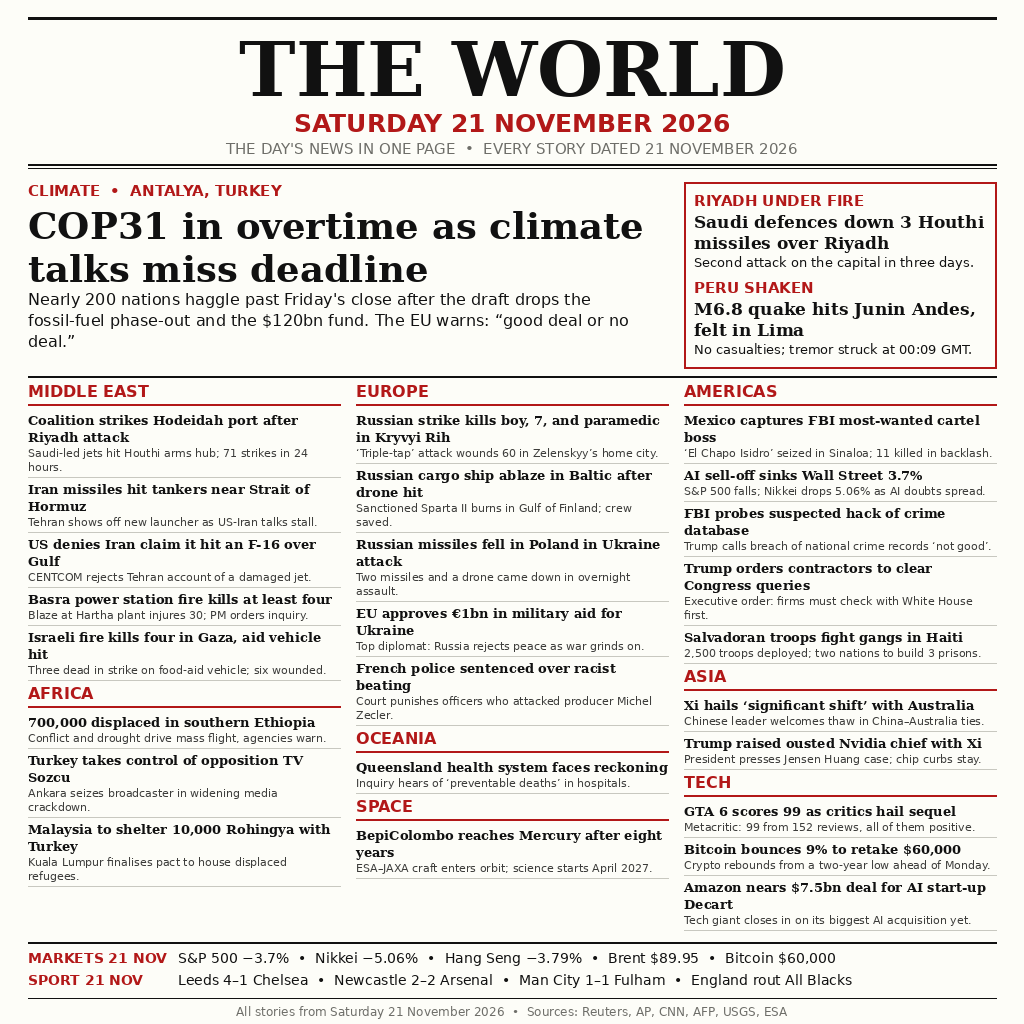 THE WORLD
SATURDAY 21 NOVEMBER 2026
THE DAY'S NEWS IN ONE PAGE • EVERY STORY DATED 21 NOVEMBER 2026
CLIMATE • ANTALYA, TURKEY
COP31 in overtime as climate
talks miss deadline
Nearly 200 nations haggle past Friday's close after the draft drops the
fossil-fuel phase-out and the $120bn fund. The EU warns: “good deal or no
deal.”
RIYADH UNDER FIRE
Saudi defences down 3 Houthi
missiles over Riyadh
Second attack on the capital in three days.
PERU SHAKEN
M6.8 quake hits Junin Andes,
felt in Lima
No casualties; tremor struck at 00:09 GMT.
MIDDLE EAST
Coalition strikes Hodeidah port after
Riyadh attack
Saudi-led jets hit Houthi arms hub; 71 strikes in 24
hours.
Iran missiles hit tankers near Strait of
Hormuz
Tehran shows off new launcher as US-Iran talks stall.
US denies Iran claim it hit an F-16 over
Gulf
CENTCOM rejects Tehran account of a damaged jet.
Basra power station fire kills at least four
Blaze at Hartha plant injures 30; PM orders inquiry.
Israeli fire kills four in Gaza, aid vehicle
hit
Three dead in strike on food-aid vehicle; six wounded.
AFRICA
700,000 displaced in southern Ethiopia
Conflict and drought drive mass flight, agencies warn.
Turkey takes control of opposition TV
Sozcu
Ankara seizes broadcaster in widening media
crackdown.
Malaysia to shelter 10,000 Rohingya with
Turkey
Kuala Lumpur finalises pact to house displaced
refugees.
EUROPE
Russian strike kills boy, 7, and paramedic
in Kryvyi Rih
‘Triple-tap’ attack wounds 60 in Zelenskyy’s home city.
Russian cargo ship ablaze in Baltic after
drone hit
Sanctioned Sparta II burns in Gulf of Finland; crew
saved.
Russian missiles fell in Poland in Ukraine
attack
Two missiles and a drone came down in overnight
assault.
EU approves €1bn in military aid for
Ukraine
Top diplomat: Russia rejects peace as war grinds on.
French police sentenced over racist
beating
Court punishes officers who attacked producer Michel
Zecler.
OCEANIA
Queensland health system faces reckoning
Inquiry hears of ‘preventable deaths’ in hospitals.
SPACE
BepiColombo reaches Mercury after eight
years
ESA–JAXA craft enters orbit; science starts April 2027.
AMERICAS
Mexico captures FBI most-wanted cartel
boss
‘El Chapo Isidro’ seized in Sinaloa; 11 killed in backlash.
AI sell-off sinks Wall Street 3.7%
S&P 500 falls; Nikkei drops 5.06% as AI doubts spread.
FBI probes suspected hack of crime
database
Trump calls breach of national crime records ‘not good’.
Trump orders contractors to clear
Congress queries
Executive order: firms must check with White House
first.
Salvadoran troops fight gangs in Haiti
2,500 troops deployed; two nations to build 3 prisons.
ASIA
Xi hails ‘significant shift’ with Australia
Chinese leader welcomes thaw in China–Australia ties.
Trump raised ousted Nvidia chief with Xi
President presses Jensen Huang case; chip curbs stay.
TECH
GTA 6 scores 99 as critics hail sequel
Metacritic: 99 from 152 reviews, all of them positive.
Bitcoin bounces 9% to retake $60,000
Crypto rebounds from a two-year low ahead of Monday.
Amazon nears $7.5bn deal for AI start-up
Decart
Tech giant closes in on its biggest AI acquisition yet.
MARKETS 21 NOV S&P 500 −3.7% • Nikkei −5.06% • Hang Seng −3.79% • Brent $89.95 • Bitcoin $60,000
SPORT 21 NOV Leeds 4–1 Chelsea • Newcastle 2–2 Arsenal • Man City 1–1 Fulham • England rout All Blacks
All stories from Saturday 21 November 2026 • Sources: Reuters, AP, CNN, AFP, USGS, ESA